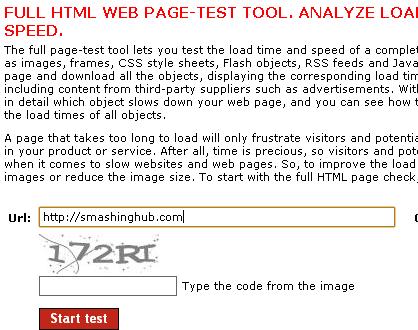 FULL HTML WEB PAGE-TEST TOOL. ANALYZE LOA
SPEED.
The full page-test tool lets you test the load time and speed of a complet
as images, frames, CSS style sheets, Flash objects, RSS feeds and Java
page and download all the objects, displaying the corresponding load tim
including content from third-party suppliers such as advertisements. Wit
in detail which object slows down your web page, and you can see how t
the load times of all objects.
A page that takes too long to load will only frustrate visitors and potentia
in your product or service. After all, time is precious, so visitors and pote
when it comes to slow websites and web pages. So, to improve the load
images or reduce the image size. To start with the full HTML page check,
Url: http://smashinghub.com
172RI
Type the code from the image
Start test